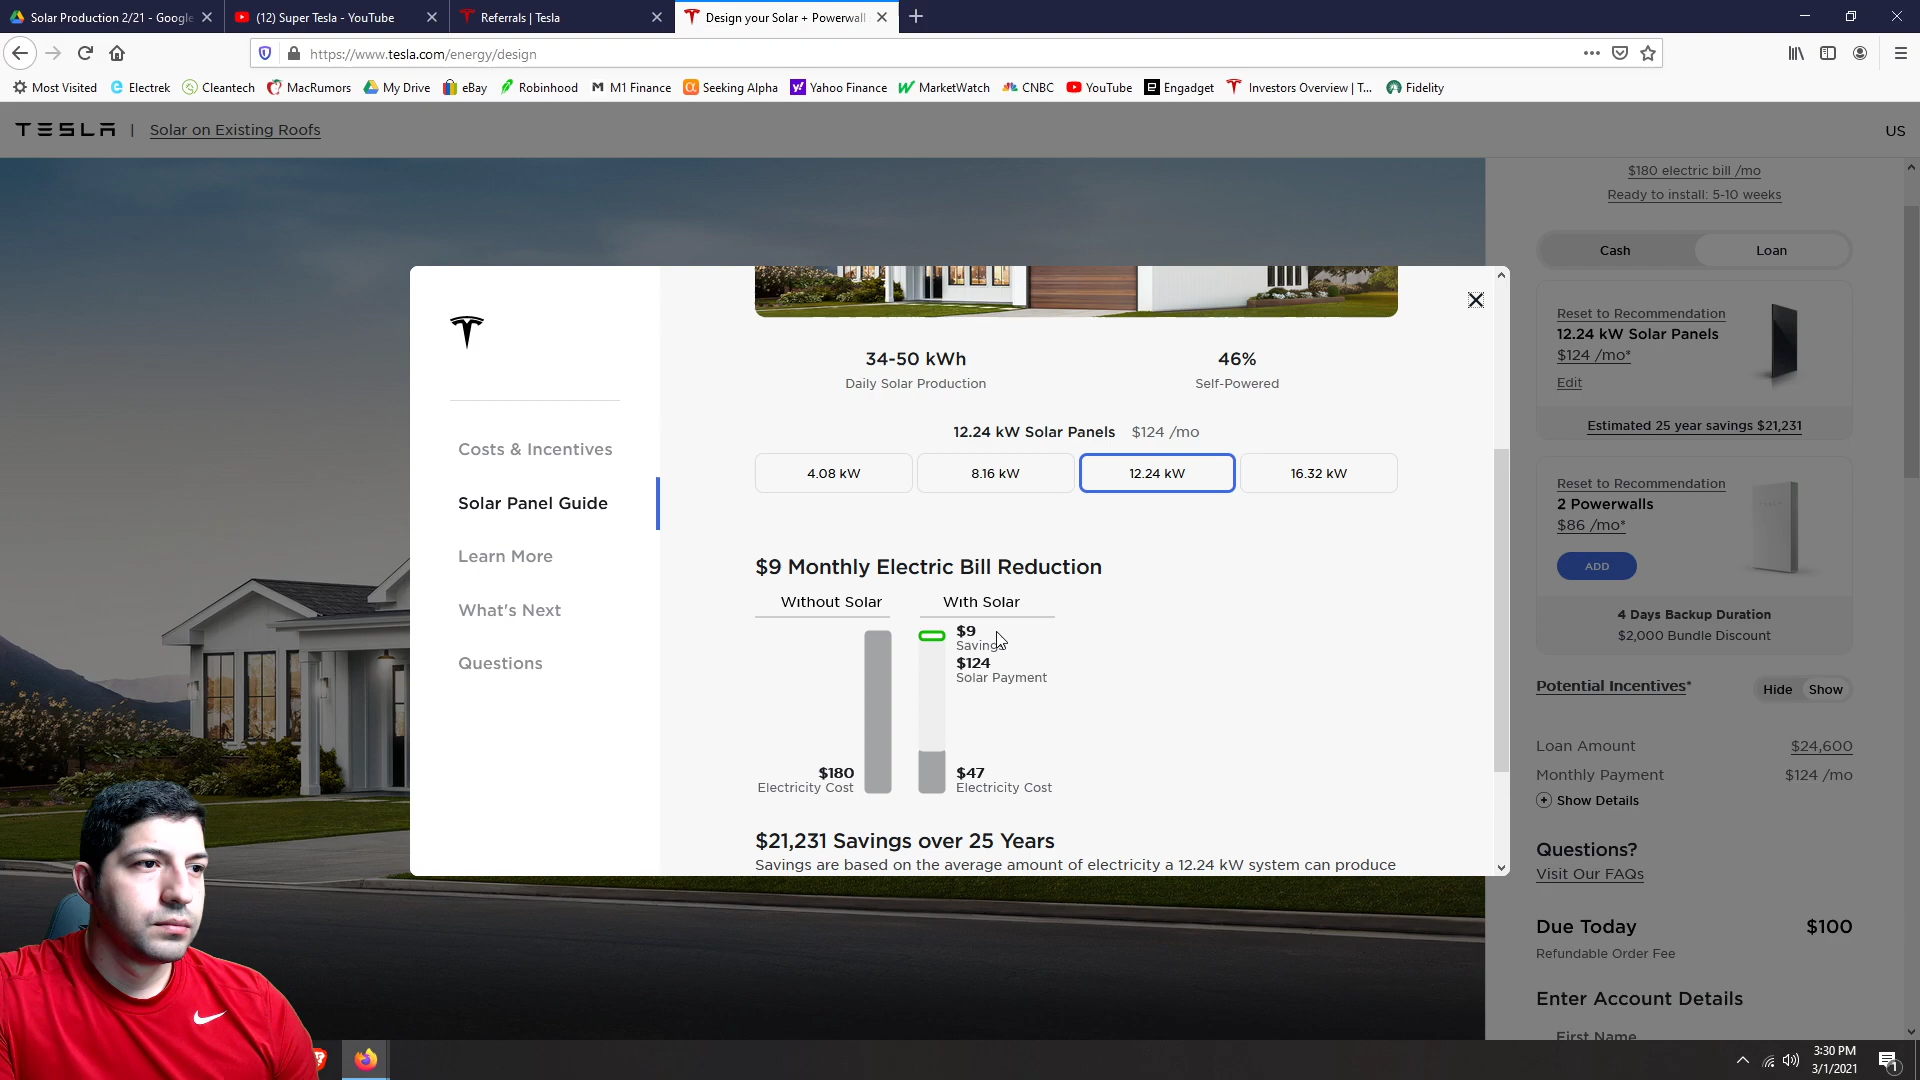 Solar Production 2/21 - Google
(12) Super Tesla - YouTube
Referrals | Tesla
Design your Solar + Powerwall
https://www.tesla.com/energy/design
Most Visited
Electrek
Cleantech
MacRumors
My Drive
eBay
Robinhood
M1 Finance
Seeking Alpha
Yahoo Finance
MarketWatch
CNBC
YouTube
Engadget
Investors Overview | T...
Fidelity
TESLA | Solar on Existing Roofs
US
$180 electric bill /mo
Ready to install: 5-10 weeks
Cash
Loan
Reset to Recommendation
12.24 kW Solar Panels
$124 /mo*
Edit
Estimated 25 year savings $21,231
Reset to Recommendation
2 Powerwalls
$86 /mo*
ADD
4 Days Backup Duration
$2,000 Bundle Discount
Potential Incentives*
Hide Show
Loan Amount $24,600
Monthly Payment $124 /mo
Show Details
Questions?
Visit Our FAQs
Due Today $100
Refundable Order Fee
Enter Account Details
First Name
Costs & Incentives
Solar Panel Guide
Learn More
What's Next
Questions
34-50 kWh
Daily Solar Production
46%
Self-Powered
12.24 kW Solar Panels $124 /mo
4.08 kW
8.16 kW
12.24 kW
16.32 kW
$9 Monthly Electric Bill Reduction
Without Solar
With Solar
$9
Savings
$124
Solar Payment
$180
Electricity Cost
$47
Electricity Cost
$21,231 Savings over 25 Years
Savings are based on the average amount of electricity a 12.24 kW system can produce
3:30 PM
3/1/2021
1